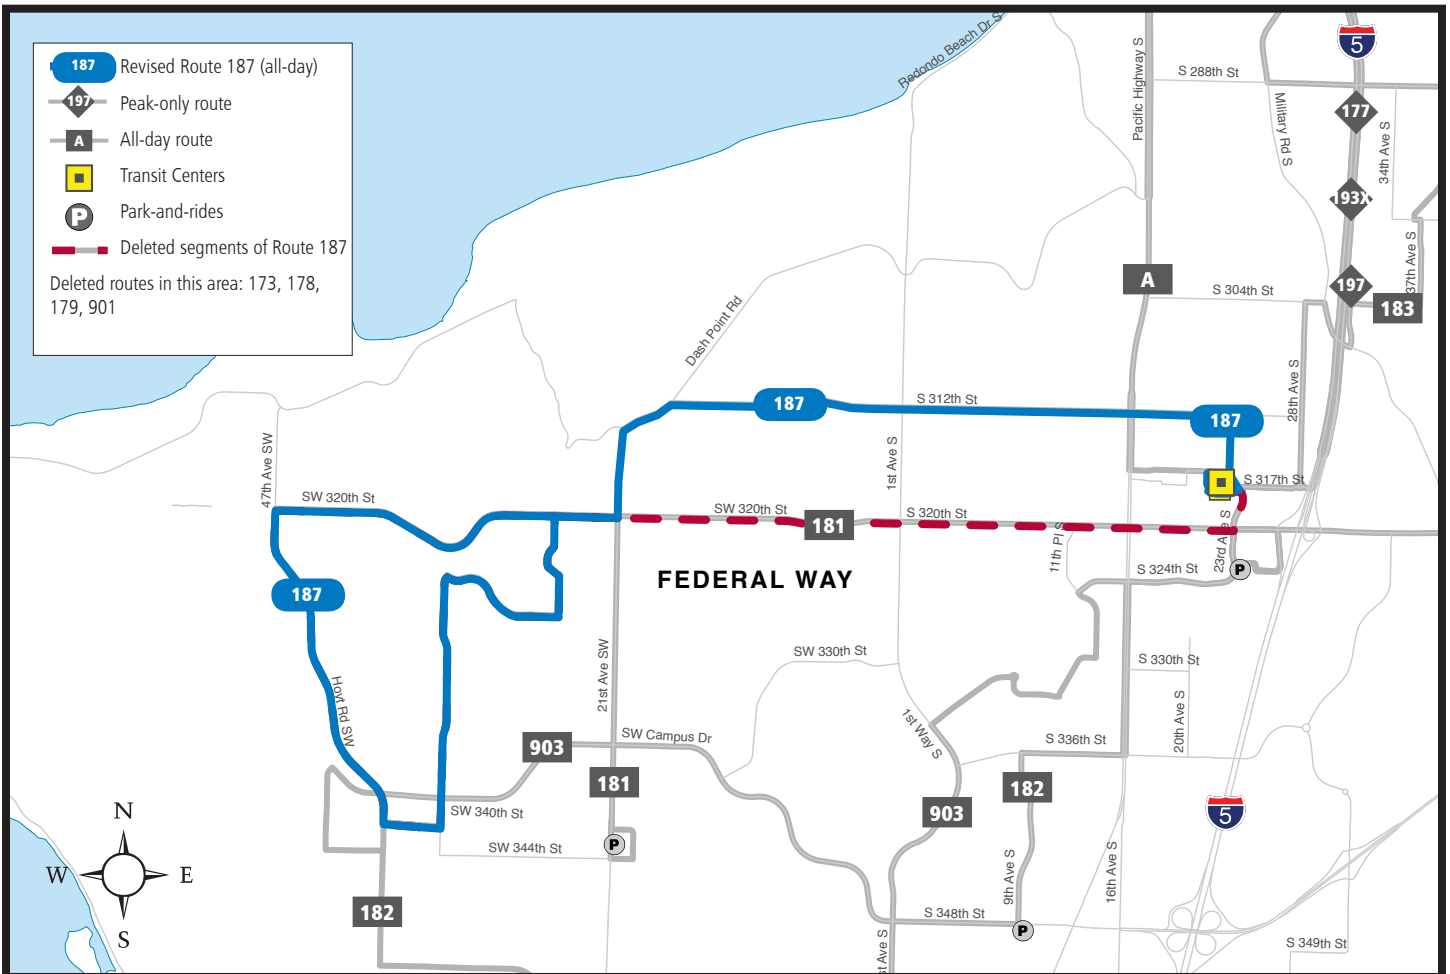 187 Revised Route 187 (all-day)
197 Peak-only route
A All-day route
Transit Centers
P Park-and-rides
Deleted segments of Route 187
Deleted routes in this area: 173, 178,
179, 901
Redondo Beach Dr S
Pacific Highway S
S 288th St
Military Rd S
34th Ave S
37th Ave S
5
177
193X
197
183
A
S 304th St
28th Ave S
Dash Point Rd
187
S 312th St
187
1st Ave S
S 317th St
47th Ave SW
SW 320th St
SW 320th St
181
S 320th St
23rd Ave S
11th Pl S
P
S 324th St
FEDERAL WAY
187
Hoyt Rd SW
21st Ave SW
SW 330th St
S 330th St
1st Way S
20th Ave S
903
SW Campus Dr
S 336th St
181
182
903
5
SW 340th St
SW 344th St
P
9th Ave S
16th Ave S
182
S 348th St
P
S 349th St
st Ave S
N
W E
S